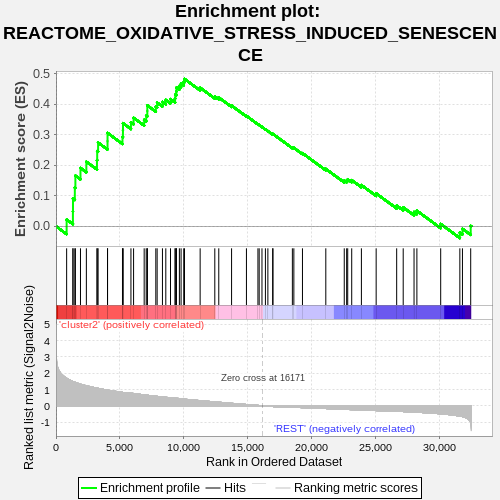 Enrichment plot:
REACTOME_OXIDATIVE_STRESS_INDUCED_SENESCEN
CE
Enrichment score (ES)
0.5
0.4
0.3
0.2
0.1
0.0
'cluster2' (positively correlated)
Ranked list metric (Signal2Noise)
5
4
3
2
1
0
-1
Zero cross at 16171
'REST' (negatively correlated)
0
5,000
10,000
15,000
20,000
25,000
30,000
Rank in Ordered Dataset
Enrichment profile
Hits
Ranking metric scores